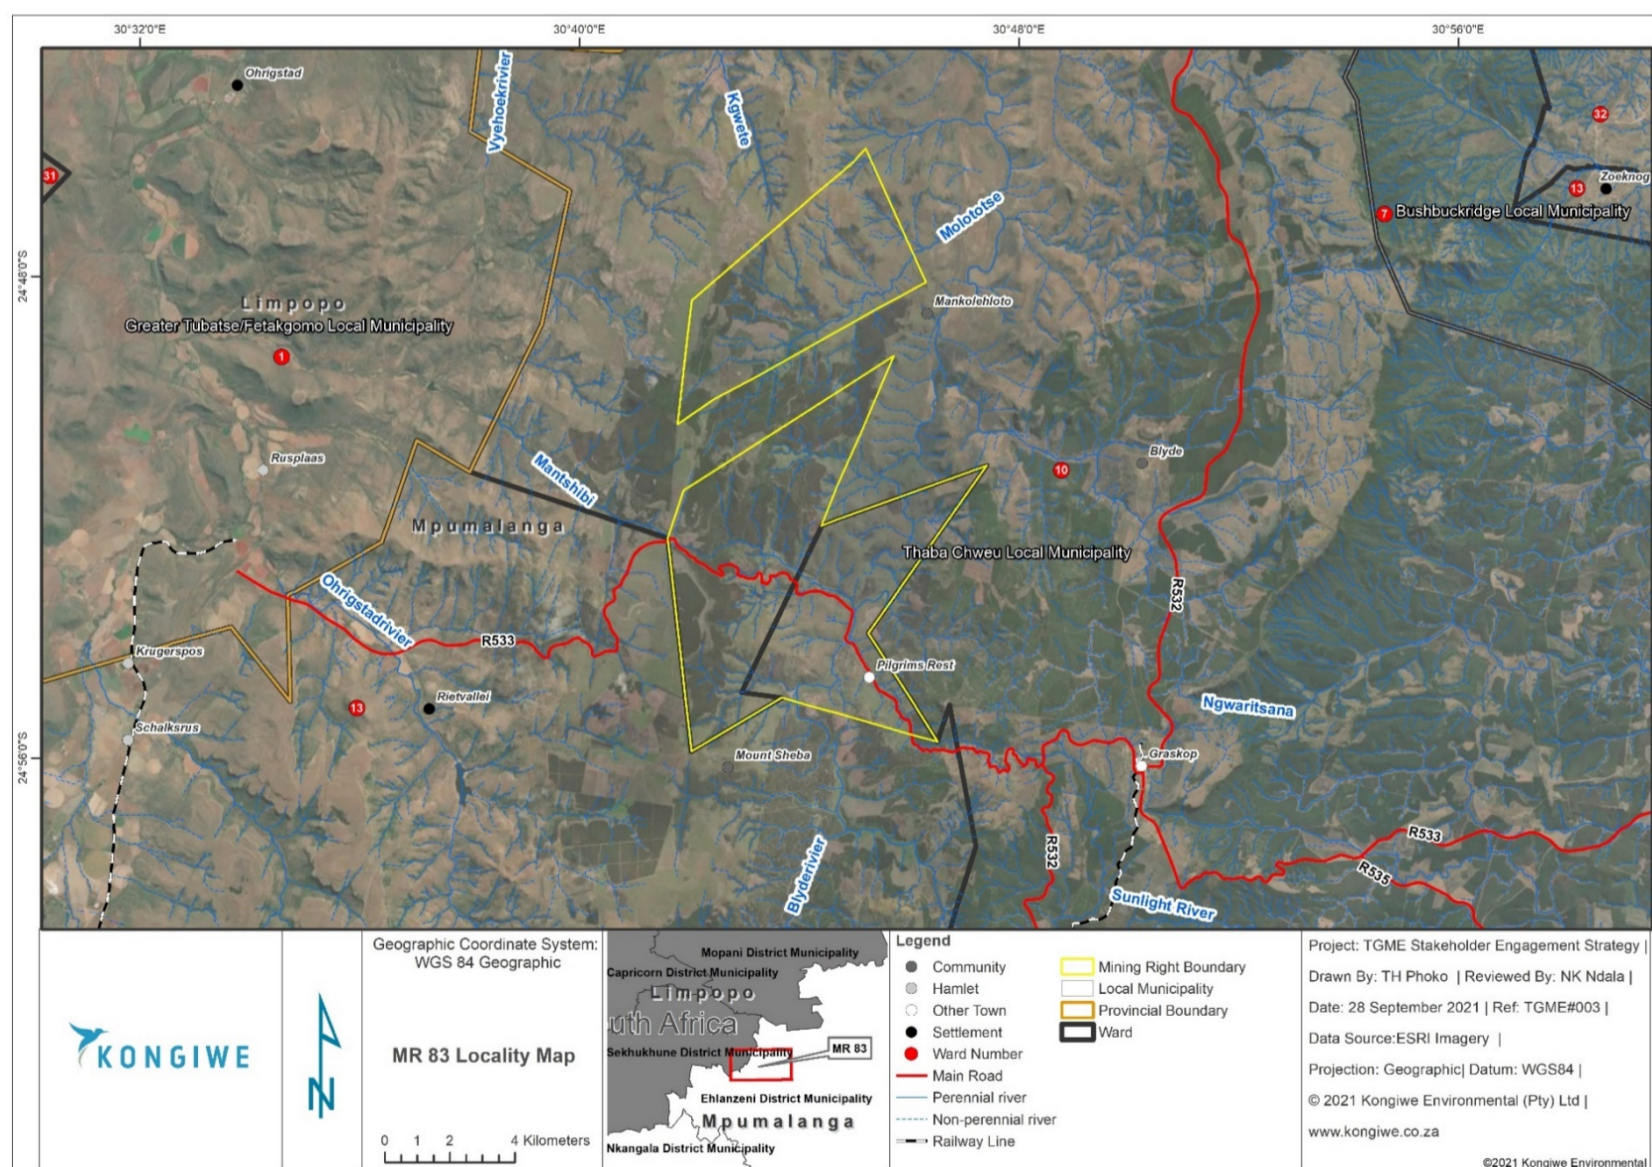 30°32'0"E
30°40'0"E
30°48'0"E
30°56'0"E
Ohrigstad
Vyehoekrivier
Kgwete
32
31
13
Zoeknog
7
Bushbuckridge Local Municipality
Molototse
24°48'0"S
Limpopo
Mankolehloto
Greater Tubatse/Fetakgomo Local Municipality
1
Rusplaas
Mantshibi
10
Blyde
Mpumalanga
Thaba Chweu Local Municipality
Ohrigstadrivier
R532
R533
Krugerspos
Pilgrims Rest
Rietvallei
13
Ngwaritsana
Schalksrus
24°56'0"S
Mount Sheba
Graskop
Blyderivier
R532
R533
R535
Sunlight River
KONGIWE
N
Geographic Coordinate System:
WGS 84 Geographic
MR 83 Locality Map
0 1 2 4 Kilometers
Mopani District Municipality
Capricorn District Municipality
Limpopo
uth Africa
Sekhukhune District Municipality
MR 83
Ehlanzeni District Municipality
Mpumalanga
Nkangala District Municipality
Legend
Community
Hamlet
Other Town
Settlement
Ward Number
Main Road
Perennial river
Non-perennial river
Railway Line
Mining Right Boundary
Local Municipality
Provincial Boundary
Ward
Project: TGME Stakeholder Engagement Strategy |
Drawn By: TH Phoko | Reviewed By: NK Ndala |
Date: 28 September 2021 | Ref: TGME#003 |
Data Source:ESRI Imagery |
Projection: Geographic| Datum: WGS84 |
© 2021 Kongiwe Environmental (Pty) Ltd |
www.kongiwe.co.za
©2021 Kongiwe Environmental